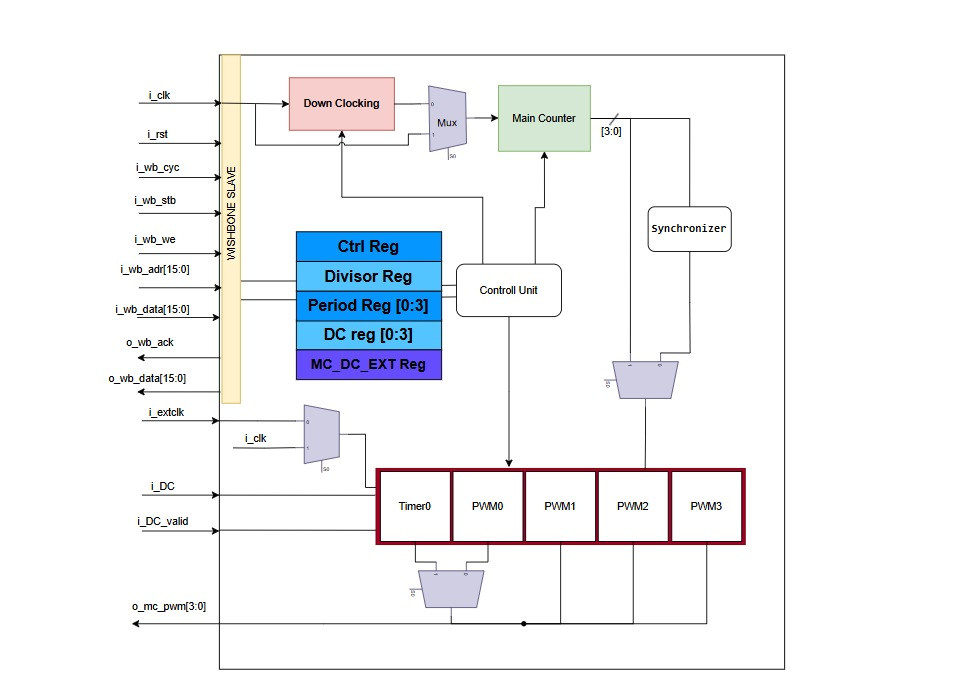 i_clk
i_rst
i_wb_cyc
i_wb_stb
i_wb_we
i_wb_adr[15:0]
i_wb_data[15:0]
o_wb_ack
o_wb_data[15:0]
i_extclk
i_clk
i_DC
i_DC_valid
o_mc_pwm[3:0]
WISHBONE SLAVE
Down Clocking
0
Mux
1
S0
Main Counter
[3:0]
Synchronizer
Ctrl Reg
Divisor Reg
Period Reg [0:3]
DC reg [0:3]
MC_DC_EXT Reg
Controll Unit
1
0
S0
0
1
S0
Timer0
PWM0
PWM1
PWM2
PWM3
1
0
S0